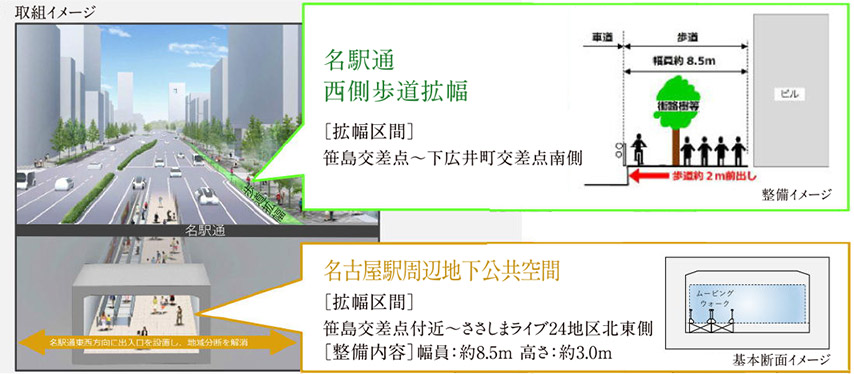 取組イメージ
名駅通
西側歩道拡幅
［拡幅区間］
笹島交差点～下広井町交差点南側
車道
歩道
幅員約 8.5m
街路樹等
ビル
歩道約２ｍ前出し
整備イメージ
歩道拡幅
名駅通
名古屋駅周辺地下公共空間
［拡幅区間］
笹島交差点付近～ささしまライブ24地区北東側
［整備内容］幅員：約8.5m 高さ：約3.0m
ムービング
ウォーク
基本断面イメージ
名駅通東西方向に出入口を設備し、地域分断を解消